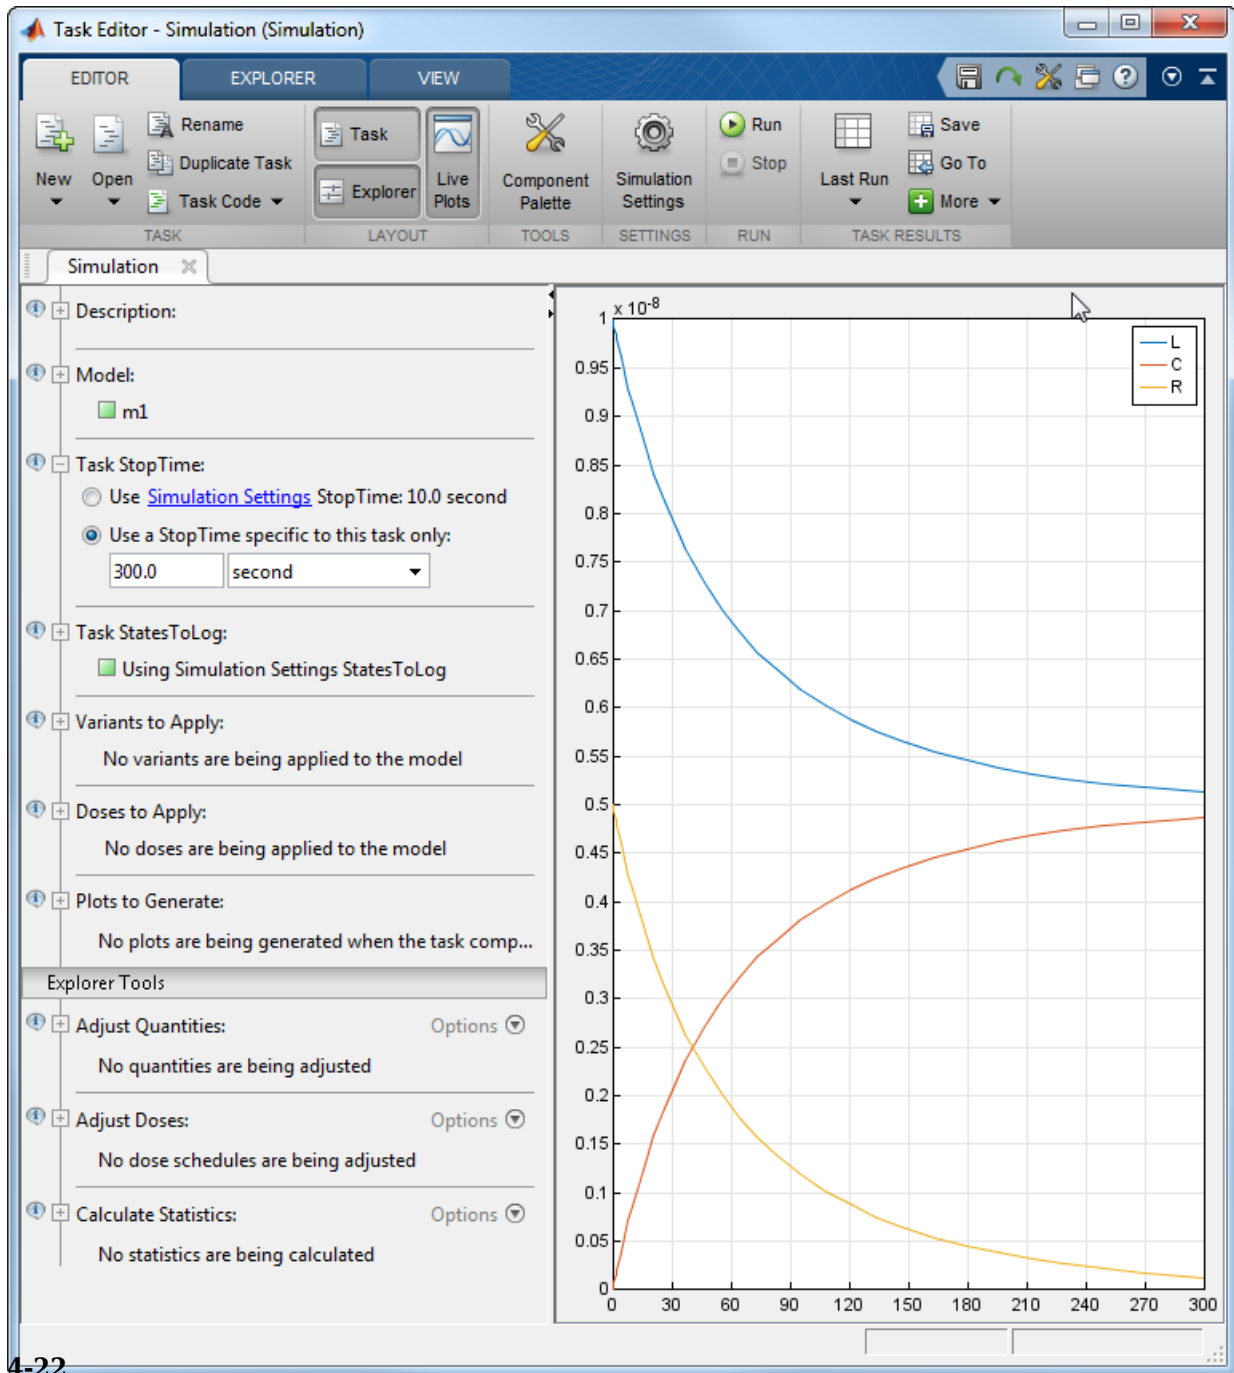 Task Editor - Simulation (Simulation)
EDITOR EXPLORER VIEW
New
Open
Rename
Duplicate Task
Task Code
TASK
Task
Explorer
Live
Plots
LAYOUT
Component
Palette
TOOLS
Simulation
Settings
SETTINGS
Run
Stop
RUN
Last Run
Save
Go To
More
TASK RESULTS
Simulation
Description:
Model:
m1
Task StopTime:
Use Simulation Settings StopTime: 10.0 second
Use a StopTime specific to this task only:
300.0 second
Task StatesToLog:
Using Simulation Settings StatesToLog
Variants to Apply:
No variants are being applied to the model
Doses to Apply:
No doses are being applied to the model
Plots to Generate:
No plots are being generated when the task comp...
Explorer Tools
Adjust Quantities: Options
No quantities are being adjusted
Adjust Doses: Options
No dose schedules are being adjusted
Calculate Statistics: Options
No statistics are being calculated
x 10-8
1
0.95
0.9
0.85
0.8
0.75
0.7
0.65
0.6
0.55
0.5
0.45
0.4
0.35
0.3
0.25
0.2
0.15
0.1
0.05
0
0 30 60 90 120 150 180 210 240 270 300
L
C
R
4-22